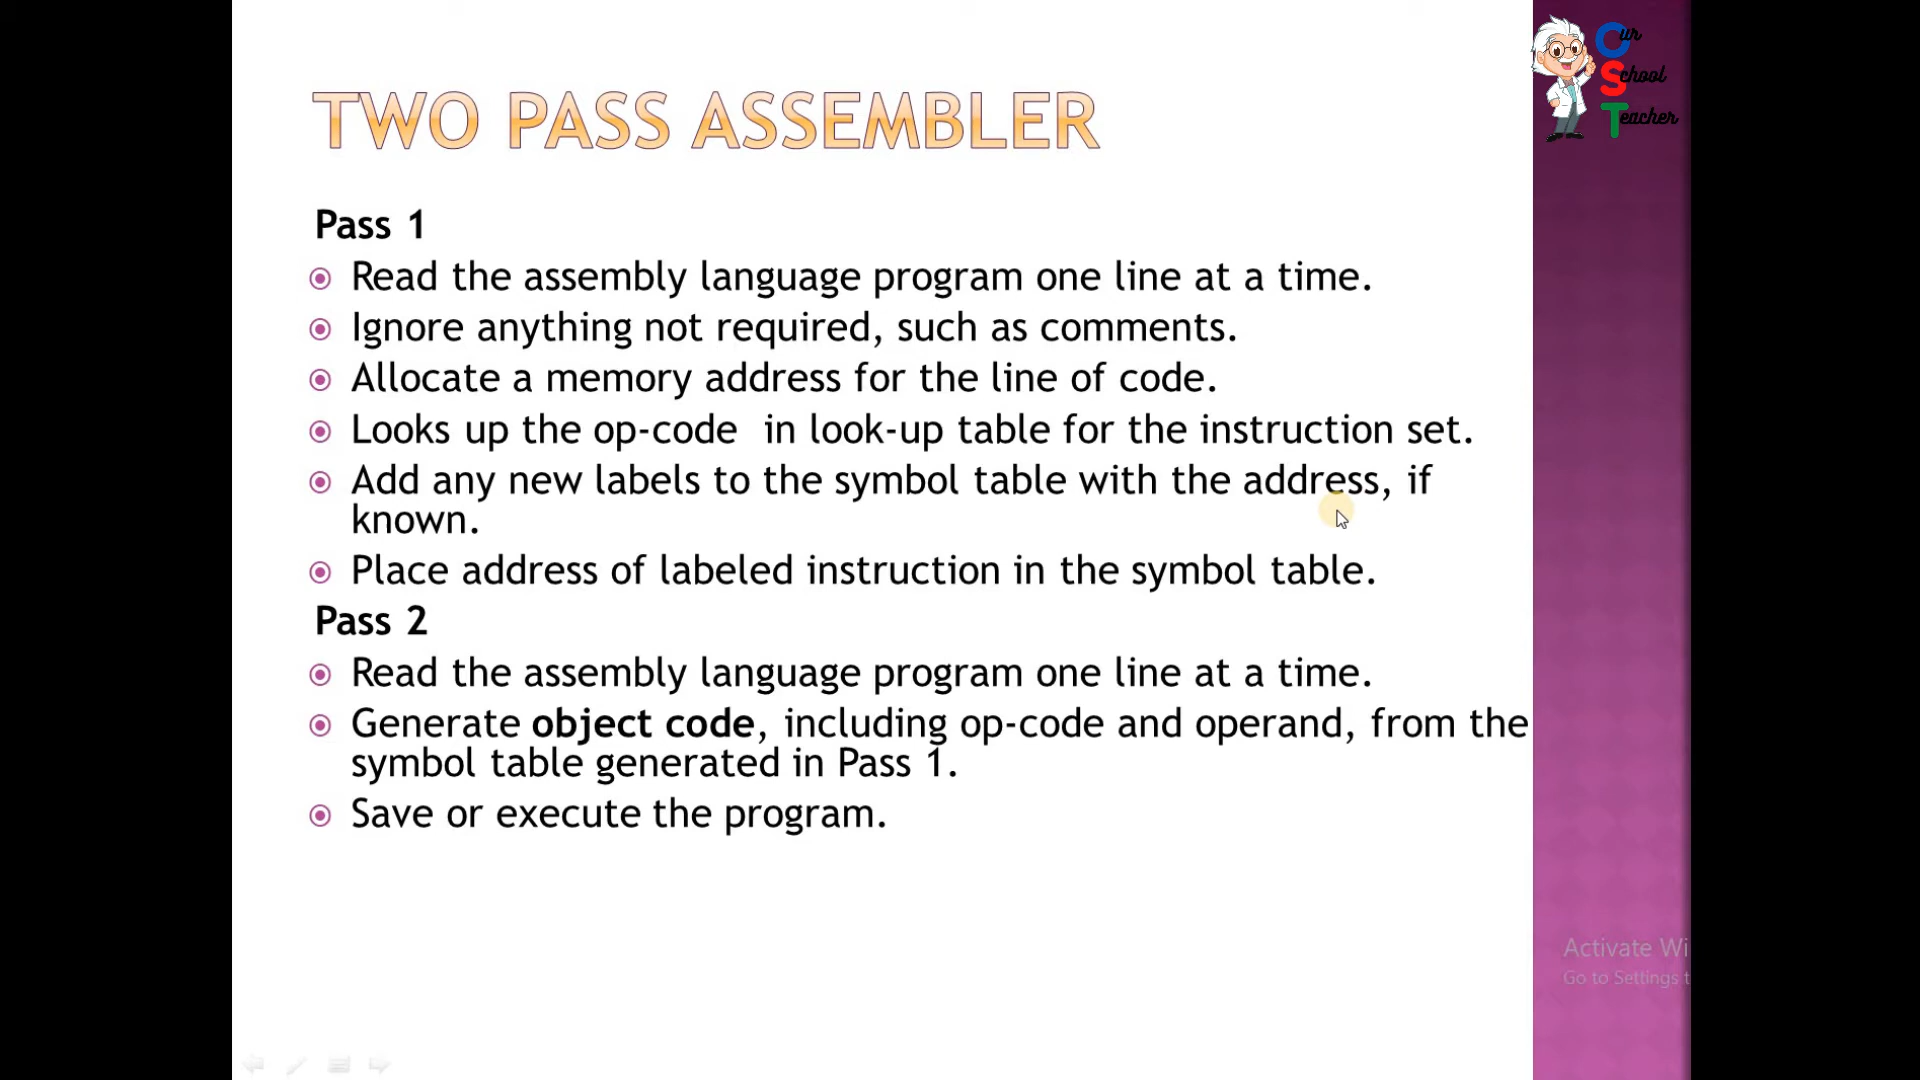 TWO PASS ASSEMBLER
Our
School
Teacher
Pass 1
Read the assembly language program one line at a time.
Ignore anything not required, such as comments.
Allocate a memory address for the line of code.
Looks up the op-code in look-up table for the instruction set.
Add any new labels to the symbol table with the address, if
known.
Place address of labeled instruction in the symbol table.
Pass 2
Read the assembly language program one line at a time.
Generate object code, including op-code and operand, from the
symbol table generated in Pass 1.
Save or execute the program.
Activate Wi
Go to Settings t